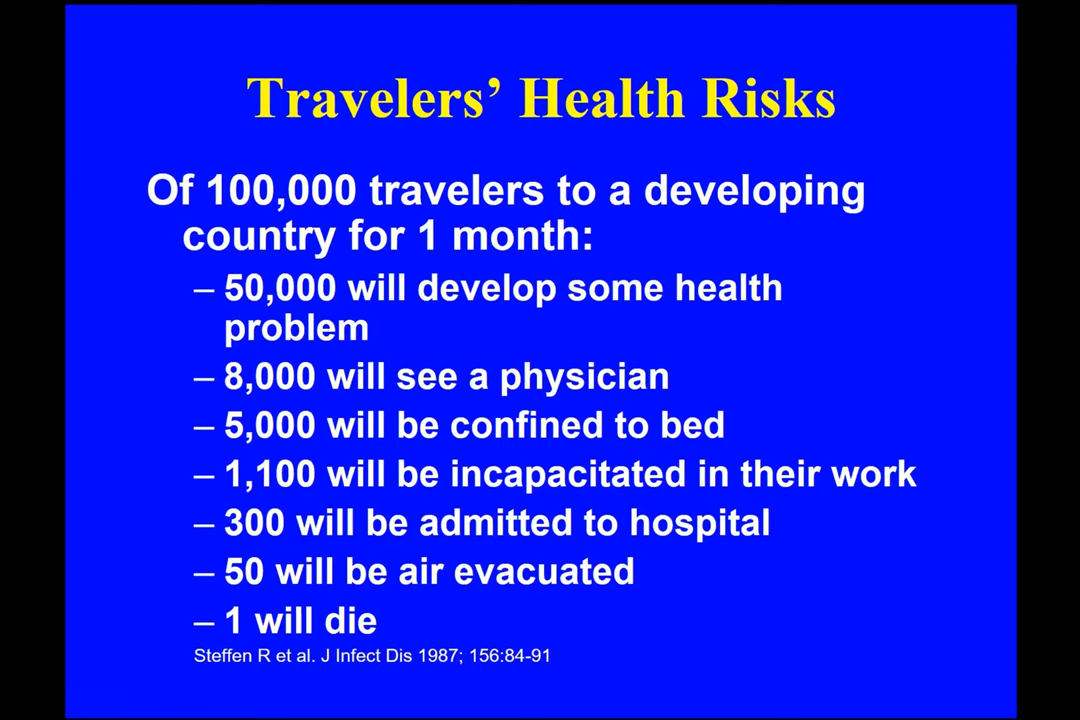 Travelers’ Health Risks
Of 100,000 travelers to a developing
country for 1 month:
– 50,000 will develop some health
problem
– 8,000 will see a physician
– 5,000 will be confined to bed
– 1,100 will be incapacitated in their work
– 300 will be admitted to hospital
– 50 will be air evacuated
– 1 will die
Steffen R et al. J Infect Dis 1987; 156:84-91